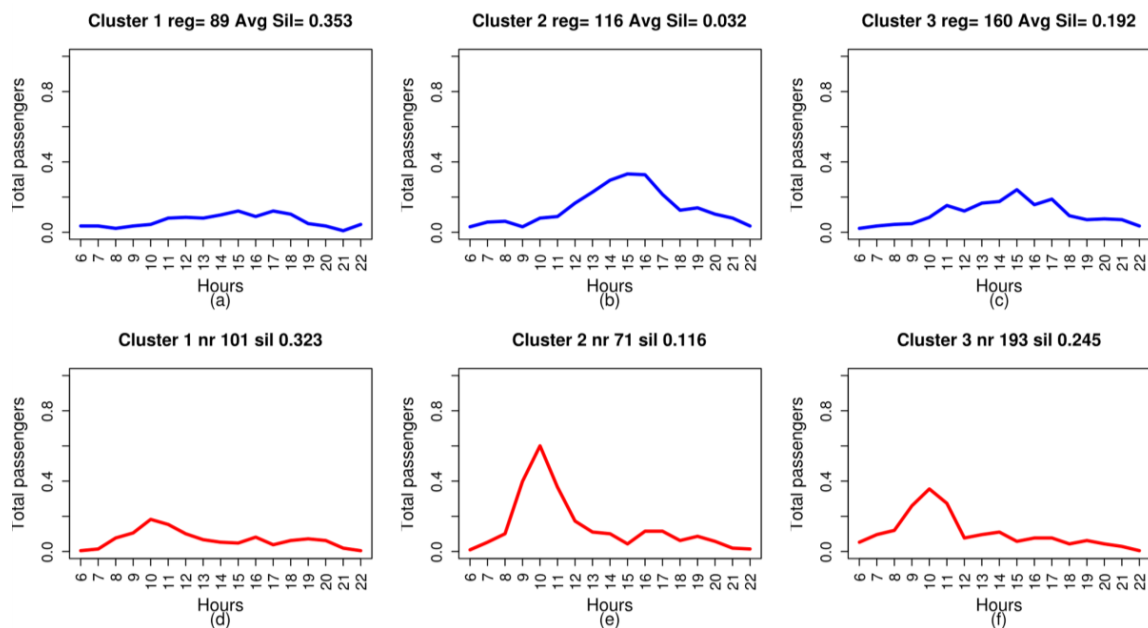 Cluster 1 reg= 89 Avg Sil= 0.353
Total passengers
0.0 0.4 0.8
6 7 8 9 10 11 12 13 14 15 16 17 18 19 20 21 22
Hours
(a)
Cluster 2 reg= 116 Avg Sil= 0.032
Total passengers
0.0 0.4 0.8
6 7 8 9 10 11 12 13 14 15 16 17 18 19 20 21 22
Hours
(b)
Cluster 3 reg= 160 Avg Sil= 0.192
Total passengers
0.0 0.4 0.8
6 7 8 9 10 11 12 13 14 15 16 17 18 19 20 21 22
Hours
(c)
Cluster 1 nr 101 sil 0.323
Total passengers
0.0 0.4 0.8
6 7 8 9 10 11 12 13 14 15 16 17 18 19 20 21 22
Hours
(d)
Cluster 2 nr 71 sil 0.116
Total passengers
0.0 0.4 0.8
6 7 8 9 10 11 12 13 14 15 16 17 18 19 20 21 22
Hours
(e)
Cluster 3 nr 193 sil 0.245
Total passengers
0.0 0.4 0.8
6 7 8 9 10 11 12 13 14 15 16 17 18 19 20 21 22
Hours
(f)